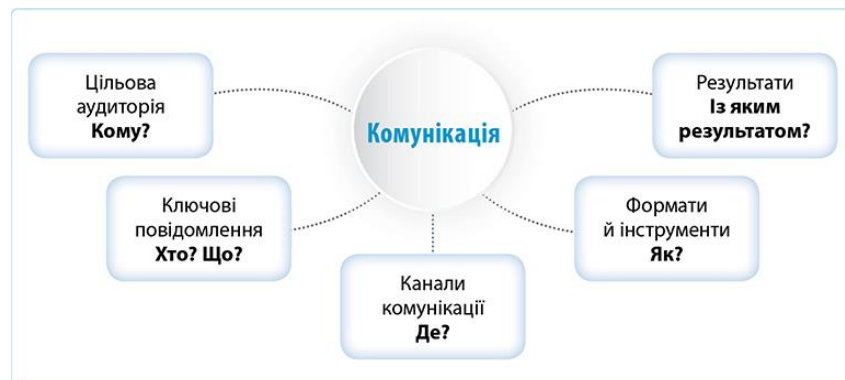 Цільова
аудиторія
Кому?
Ключові
повідомлення
Хто? Що?
Комунікація
Канали
комунікації
Де?
Формати
й інструменти
Як?
Результати
Із яким
результатом?